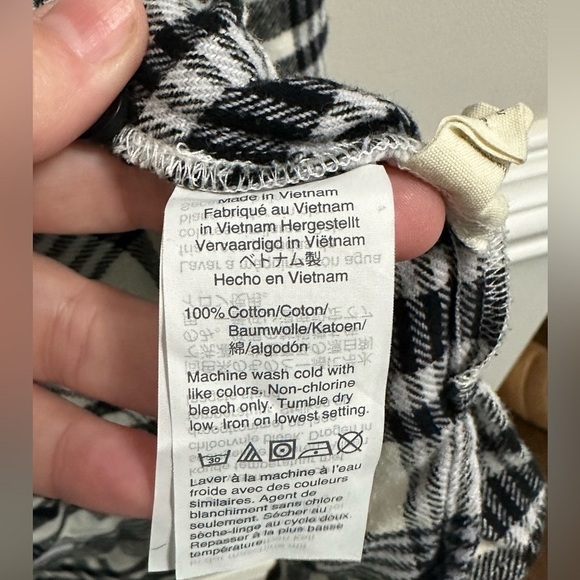 Made in Vietnam
Fabriqué au Vietnam
in Vietnam Hergestellt
Vervaardigd in Viëtnam
ベトナム製
Hecho en Vietnam
100% Cotton/Coton/
Baumwolle/Katoen/
綿/algodón
Machine wash cold with
like colors. Non-chlorine
bleach only. Tumble dry
low. Iron on lowest setting.
30
Laver à la machine à l'eau
froide avec des couleurs
similaires. Agent de
blanchiment sans chlore
seulement. Sécher au
sèche-linge au cycle doux.
Repasser à la plus basse
température.